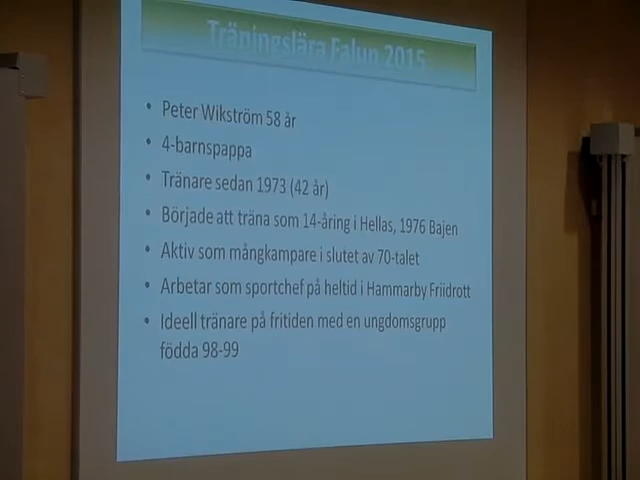 Träningslära Falun 2015
• Peter Wikström 58 år
• 4-barnspappa
• Tränare sedan 1973 (42 år)
• Började att träna som 14-åring i Hellas, 1976 Bajen
• Aktiv som mångkampare i slutet av 70-talet
• Arbetar som sportchef på heltid i Hammarby Friidrott
• Ideell tränare på fritiden med en ungdomsgrupp
födda 98-99